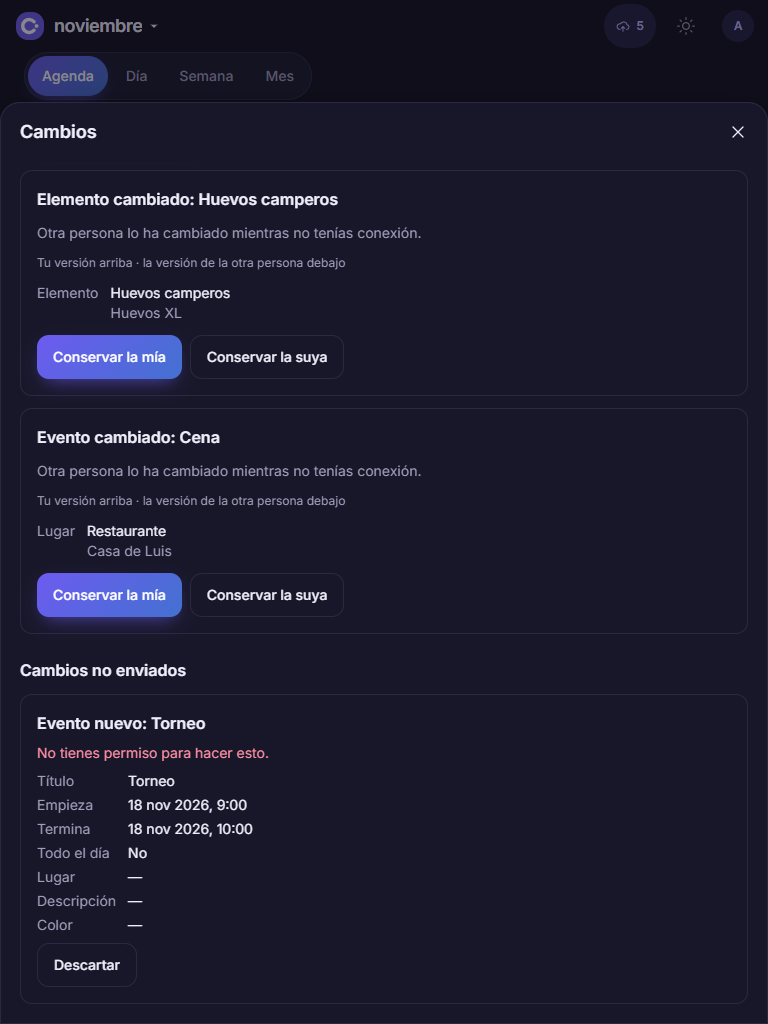 noviembre
5
A
Agenda Día Semana Mes
Cambios
Elemento cambiado: Huevos camperos
Otra persona lo ha cambiado mientras no tenías conexión.
Tu versión arriba · la versión de la otra persona debajo
Elemento Huevos camperos
Huevos XL
Conservar la mía Conservar la suya
Evento cambiado: Cena
Otra persona lo ha cambiado mientras no tenías conexión.
Tu versión arriba · la versión de la otra persona debajo
Lugar Restaurante
Casa de Luis
Conservar la mía Conservar la suya
Cambios no enviados
Evento nuevo: Torneo
No tienes permiso para hacer esto.
Título Torneo
Empieza 18 nov 2026, 9:00
Termina 18 nov 2026, 10:00
Todo el día No
Lugar —
Descripción —
Color —
Descartar